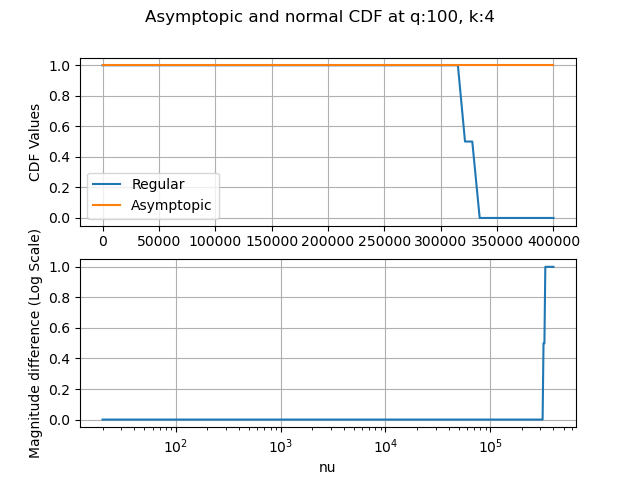 Asymptopic and normal CDF at q:100, k:4
CDF Values
1.0
0.8
0.6
0.4
0.2
0.0
Regular
Asymptopic
0 50000 100000 150000 200000 250000 300000 350000 400000
Magnitude difference (Log Scale)
1.0
0.8
0.6
0.4
0.2
0.0
10² 10³ 10⁴ 10⁵
nu